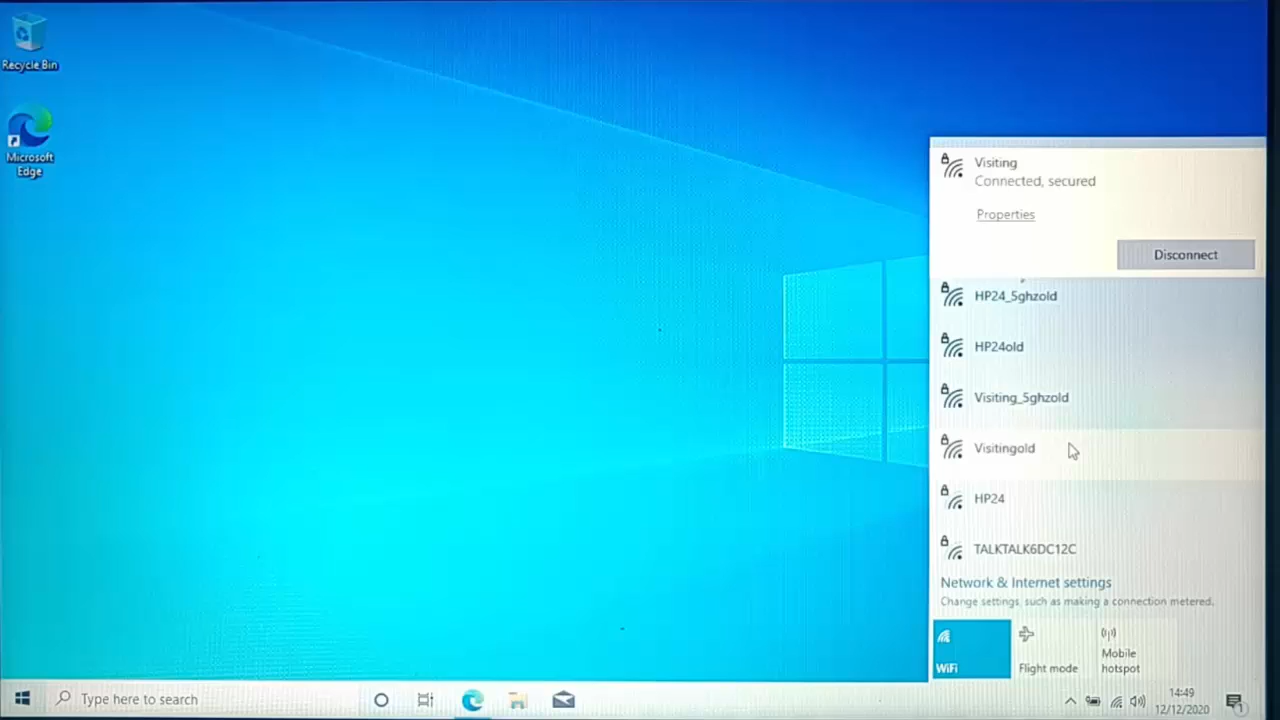 Recycle Bin
Microsoft
Edge
Visiting
Connected, secured
Properties
Disconnect
HP24_5ghzold
HP24old
Visiting_5ghzold
Visitingold
HP24
TALKTALK6DC12C
Network & Internet settings
Change settings, such as making a connection metered.
WiFi
Flight mode
Mobile
hotspot
Type here to search
14:49
12/12/2020
1